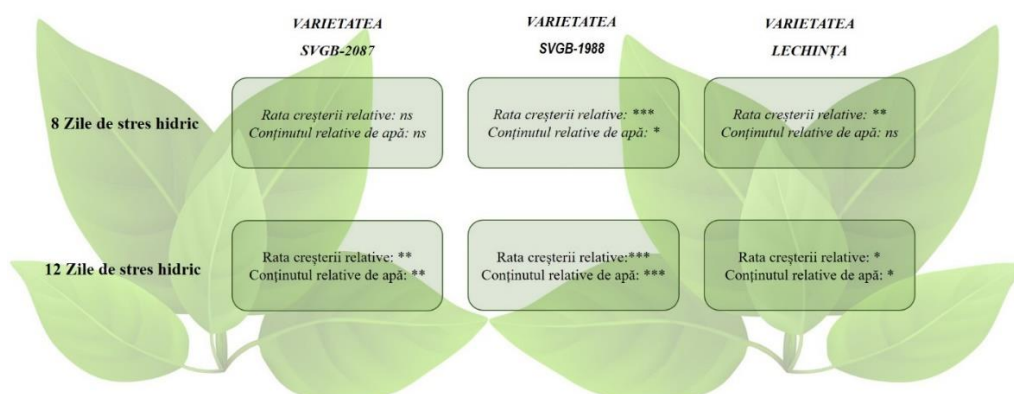 VARIETATEA
SVGB-2087
VARIETATEA
SVGB-1988
VARIETATEA
LECHINȚA
8 Zile de stres hidric
Rata creșterii relative: ns
Conținutul relative de apă: ns
Rata creșterii relative: ***
Conținutul relative de apă: *
Rata creșterii relative: **
Conținutul relative de apă: ns
12 Zile de stres hidric
Rata creșterii relative: **
Conținutul relative de apă: **
Rata creșterii relative:***
Conținutul relative de apă: ***
Rata creșterii relative: *
Conținutul relative de apă: *